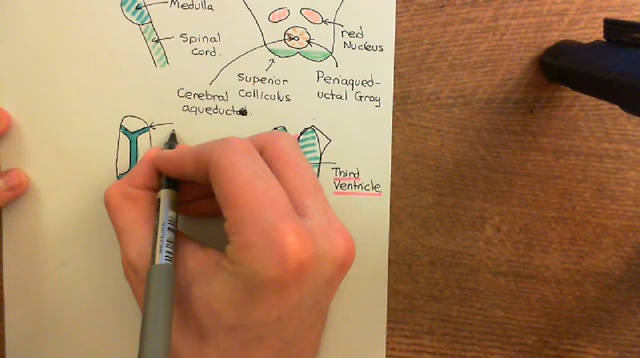 Medulla
Spinal
Cord.
red
Nucleus
Superior
Colliculus
Periaqued-
uctal Gray
Cerebral
aqueduct.
Third
Ventricle